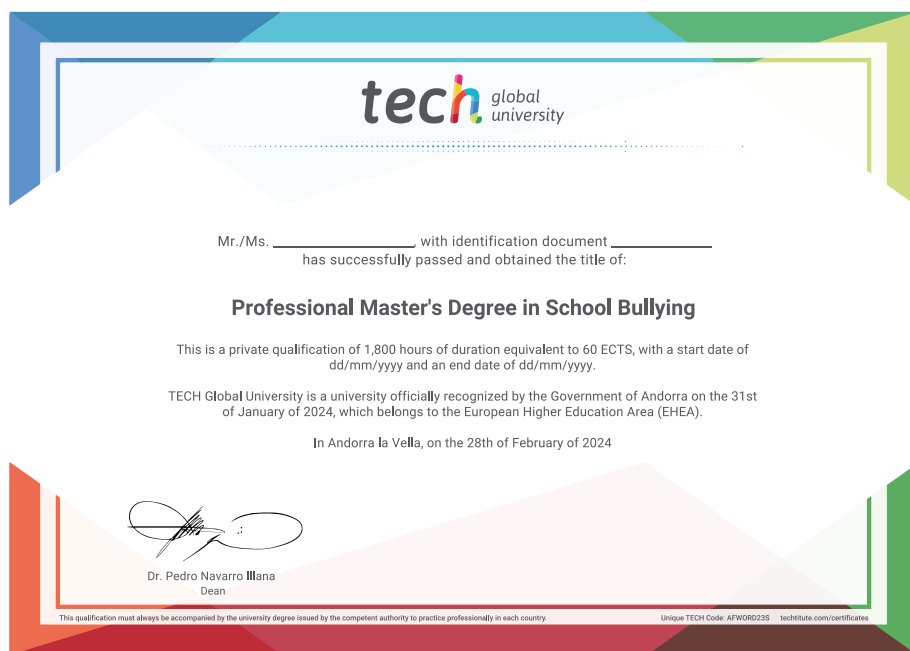 tech global university
Mr./Ms. ____________, with identification document ____________
has successfully passed and obtained the title of:
Professional Master's Degree in School Bullying
This is a private qualification of 1,800 hours of duration equivalent to 60 ECTS, with a start date of
dd/mm/yyyy and an end date of dd/mm/yyyy.
TECH Global University is a university officially recognized by the Government of Andorra on the 31st
of January of 2024, which belongs to the European Higher Education Area (EHEA).
In Andorra la Vella, on the 28th of February of 2024
Dr. Pedro Navarro Illana
Dean
This qualification must always be accompanied by the university degree issued by the competent authority to practice professionally in each country.
Unique TECH Code: AFWORD23S techtitute.com/certificates